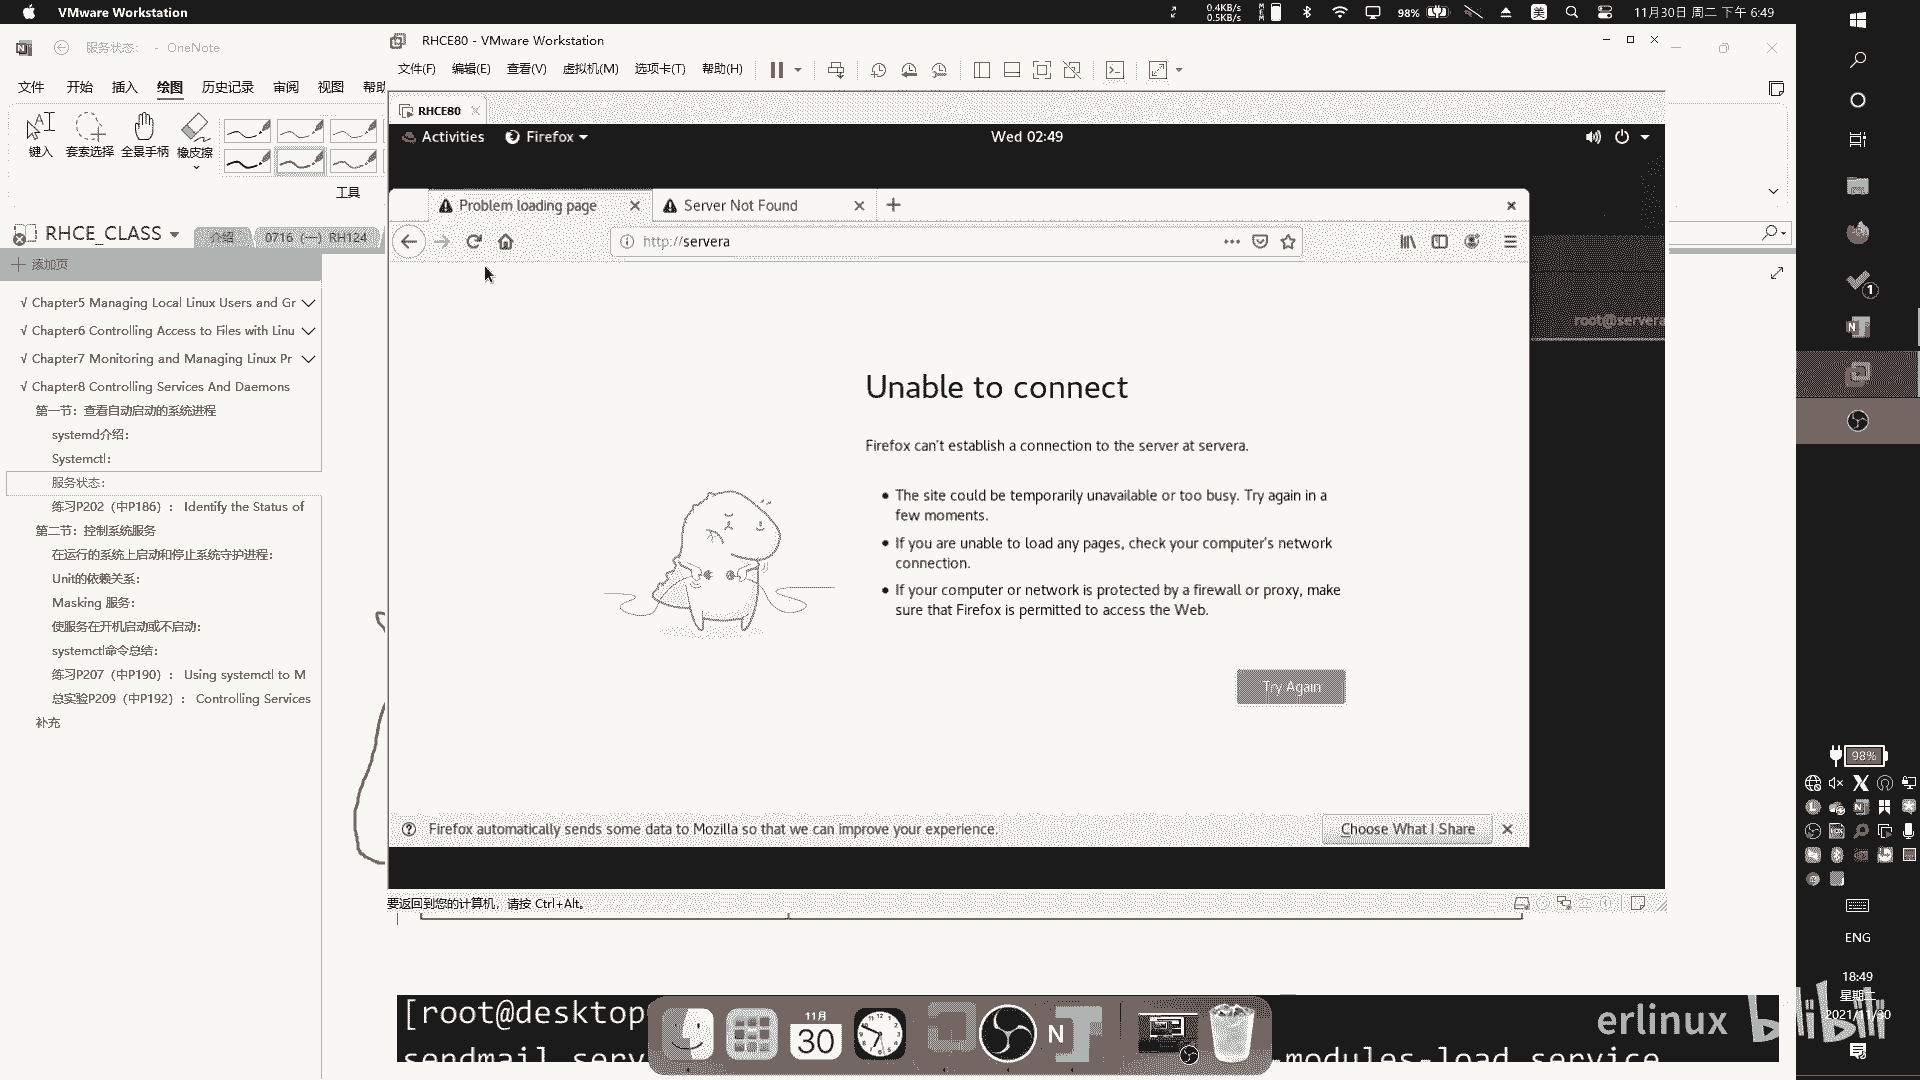 VMware Workstation
0.4KB/s
0.5KB/s
98%
美
11月30日 周二 下午 6:49
服务状态: - OneNote
文件 开始 插入 绘图 历史记录 审阅 视图 帮助
键入 套索选择 全景手柄 橡皮擦
工具
RHCE_CLASS
介绍
0716 (一) RH124
添加页
√ Chapter5 Managing Local Linux Users and Gr
√ Chapter6 Controlling Access to Files with Linu
√ Chapter7 Monitoring and Managing Linux Pr
√ Chapter8 Controlling Services And Daemons
第一节：查看自动启动的系统进程
systemd介绍:
Systemctl:
服务状态:
练习P202（中P186）： Identify the Status of
第二节：控制系统服务
在运行的系统上启动和停止系统守护进程:
Unit的依赖关系:
Masking 服务:
使服务在开机启动或不启动:
systemctl命令总结:
练习P207（中P190）： Using systemctl to M
总实验P209（中P192）： Controlling Services
补充
RHCE80 - VMware Workstation
文件(F) 编辑(E) 查看(V) 虚拟机(M) 选项卡(T) 帮助(H)
RHCE80
Activities Firefox
Wed 02:49
Problem loading page
Server Not Found
http://servera
root@servera
Unable to connect
Firefox can't establish a connection to the server at servera.
The site could be temporarily unavailable or too busy. Try again in a
few moments.
If you are unable to load any pages, check your computer's network
connection.
If your computer or network is protected by a firewall or proxy, make
sure that Firefox is permitted to access the Web.
Try Again
Firefox automatically sends some data to Mozilla so that we can improve your experience.
Choose What I Share
要返回到您的计算机，请按 Ctrl+Alt。
[root@desktop
11月
30
N
erlinux
bilibili
1
98%
ENG
18:49
星期二
2021/11/30